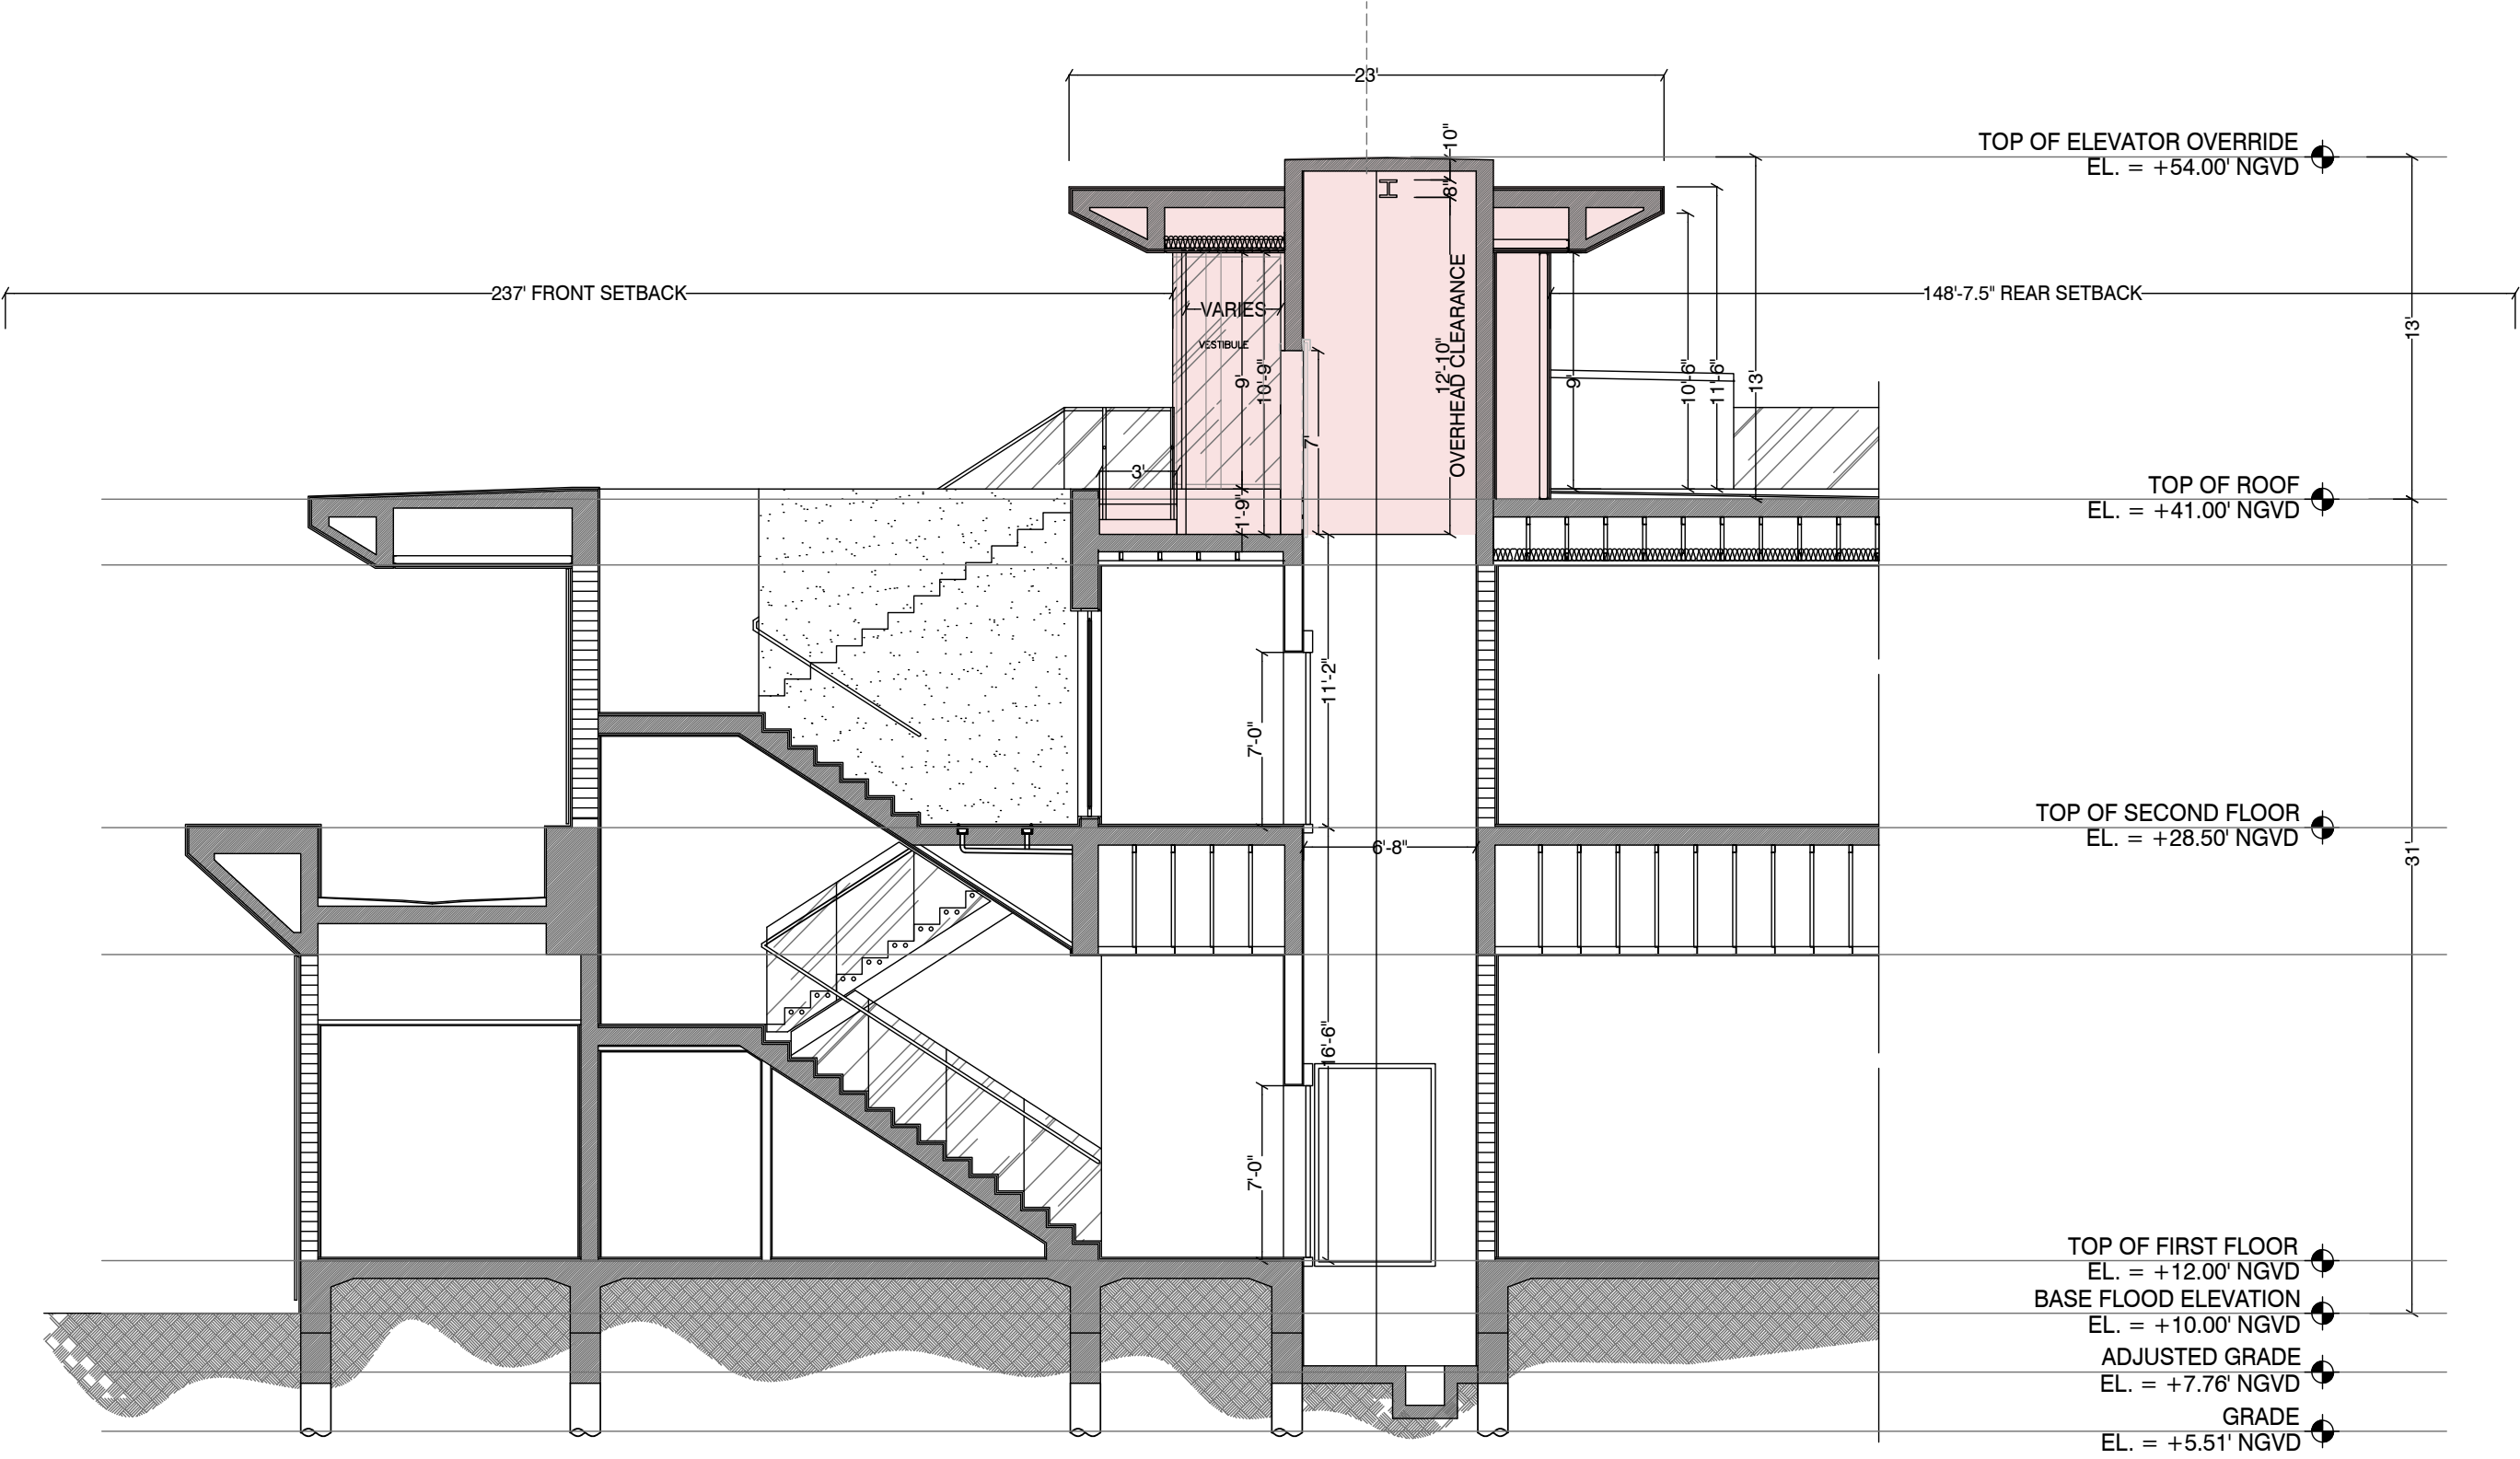 23'
10"
TOP OF ELEVATOR OVERRIDE
EL. = +54.00' NGVD
8"
237' FRONT SETBACK
VARIES
VESTIBULE
148'-7.5" REAR SETBACK
13'
9'
10'-9"
7'
12'-10"
OVERHEAD CLEARANCE
9'
10'-6"
11'-6"
13'
3'
1'-9"
TOP OF ROOF
EL. = +41.00' NGVD
11'-2"
7'-0"
TOP OF SECOND FLOOR
EL. = +28.50' NGVD
6'-8"
31'
16'-6"
7'-0"
TOP OF FIRST FLOOR
EL. = +12.00' NGVD
BASE FLOOD ELEVATION
EL. = +10.00' NGVD
ADJUSTED GRADE
EL. = +7.76' NGVD
GRADE
EL. = +5.51' NGVD